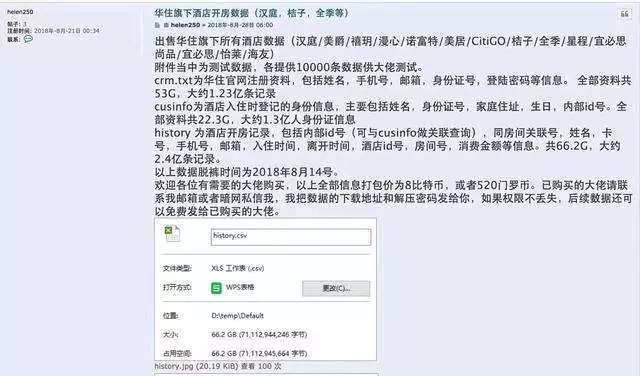 helen250
帖子: 3
注册时间: 2018-8月-21日 00:34
联系:
华住旗下酒店开房数据（汉庭，桔子，全季等）
由 helen250 » 2018-8月-28日 06:00
出售华住旗下所有酒店数据（汉庭/美爵/禧玥/漫心/诺富特/美居/CitiGO/桔子/全季/星程/宜必思
尚品/宜必思/怡莱/海友）
附件当中为测试数据，各提供10000条数据供大佬测试。
crm.txt为华住官网注册资料，包括姓名，手机号，邮箱，身份证号，登陆密码等信息。 全部资料共
53G，大约1.23亿条记录
cusinfo为酒店入住时登记的身份信息，主要包括姓名，身份证号，家庭住址，生日，内部id号。全
部资料共22.3G，大约1.3亿人身份证信息
history 为酒店开房记录，包括内部id号（可与cusinfo做关联查询），同房间关联号，姓名，卡
号，手机号，邮箱，入住时间，离开时间，酒店id号，房间号，消费金额等信息。共66.2G，大约
2.4亿条记录。
以上数据脱裤时间为2018年8月14号。
欢迎各位有需要的大佬购买，以上全部信息打包价为8比特币，或者520门罗币。已购买的大佬请联
系我邮箱或者暗网私信我，我把数据的下载地址和解压密码发给你，如果权限不丢失，后续数据还可
以免费发给已购买的大佬。
history.csv
文件类型: XLS 工作表 (.csv)
打开方式: WPS表格 更改(C)...
位置: D:\temp\Default
大小: 66.2 GB (71,112,944,246 字节)
占用空间: 66.2 GB (71,112,945,664 字节)
history.jpg (20.19 KiB) 查看 100 次